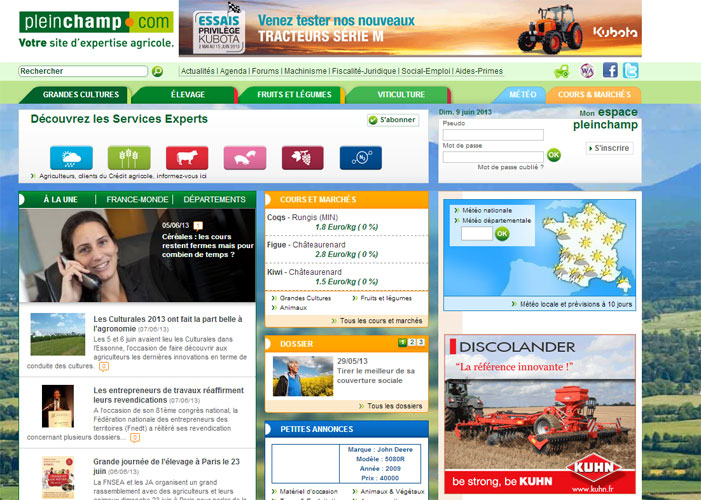 pleinchamp.com
Votre site d'expertise agricole.
ESSAIS
PRIVILÈGE
KUBOTA
2 MAI AU 15 JUIN 2013
Venez tester nos nouveaux
TRACTEURS SERIE M
Kubota
Rechercher
Actualités | Agenda | Forums | Machinisme | Fiscalité-Juridique | Social-Emploi | Aides-Primes
GRANDES CULTURES
ÉLEVAGE
FRUITS ET LÉGUMES
VITICULTURE
MÉTÉO
COURS & MARCHÉS
Découvrez les Services Experts
S'abonner
N
Agriculteurs, clients du Crédit agricole, informez-vous ici
Dim. 9 juin 2013
Mon espace
pleinchamp
Pseudo
Mot de passe
OK
Mot de passe oublié ?
S'inscrire
À LA UNE
FRANCE-MONDE
DÉPARTEMENTS
05/06/13
Céréales : les cours
restent fermes mais pour
combien de temps ?
Les Culturales 2013 ont fait la part belle à
l'agronomie (07/06/13)
Les 5 et 6 juin avaient lieu les Culturales dans
l'Essonne, l'occasion de faire découvrir aux
agriculteurs les dernières innovations en terme de
conduite des cultures. 0
Les entrepreneurs de travaux réaffirment
leurs revendications (07/06/13)
A l'occasion de son 81ème congrès national, la
Fédération nationale des entrepreneurs des
territoires (Fnedt) a réitéré ses revendication
concernant plusieurs dossiers... 0
Grande journée de l'élevage à Paris le 23
juin (06/06/13)
La FNSEA et les JA organisent un grand
rassemblement avec des agriculteurs et leurs
COURS ET MARCHÉS
Coqs - Rungis (MIN)
1.8 Euro/kg ( 0 %)
Figue - Châteaurenard
2.8 Euro/kg ( 0 %)
Kiwi - Châteaurenard
1.5 Euro/kg ( 0 %)
Grandes Cultures
Fruits et légumes
Animaux
Tous les cours et marchés
DOSSIER
1 2 3
29/05/13
Tirer le meilleur de sa
couverture sociale
Tous les dossiers
PETITES ANNONCES
Marque : John Deere
Modèle : 5080R
Année : 2009
Prix : 40000
Matériel d'occasion
Animaux & Végétaux
Météo nationale
Météo départementale
OK
Météo locale et prévisions à 10 jours
DISCOLANDER
"La référence innovante !"
KUHN
be strong, be KUHN
www.kuhn.fr